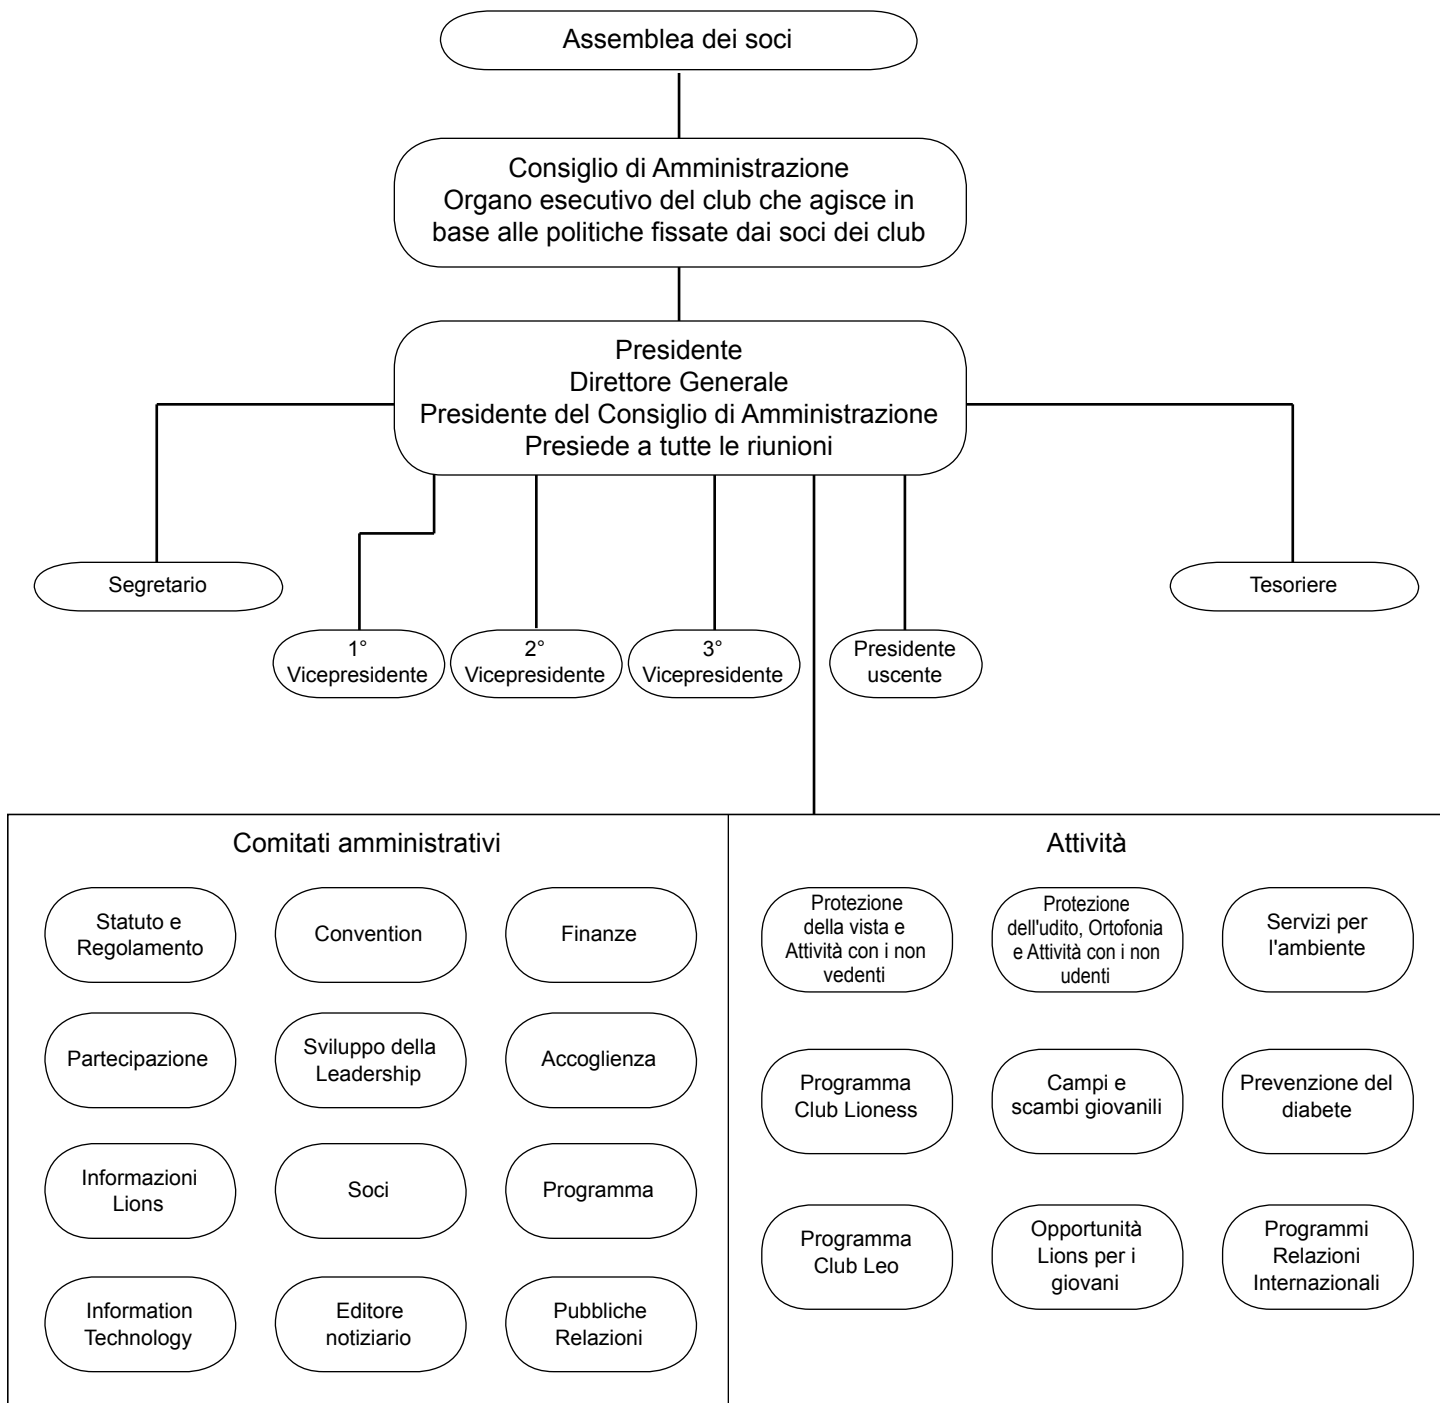 Assemblea dei soci
Consiglio di Amministrazione
Organo esecutivo del club che agisce in
base alle politiche fissate dai soci dei club
Presidente
Direttore Generale
Presidente del Consiglio di Amministrazione
Presiede a tutte le riunioni
Segretario
Tesoriere
1°
Vicepresidente
2°
Vicepresidente
3°
Vicepresidente
Presidente
uscente
Comitati amministrativi
Statuto e
Regolamento
Convention
Finanze
Partecipazione
Sviluppo della
Leadership
Accoglienza
Informazioni
Lions
Soci
Programma
Information
Technology
Editore
notiziario
Pubbliche
Relazioni
Attività
Protezione
della vista e
Attività con i non
vedenti
Protezione
dell'udito, Ortofonia
e Attività con i non
udenti
Servizi per
l'ambiente
Programma
Club Lioness
Campi e
scambi giovanili
Prevenzione del
diabete
Programma
Club Leo
Opportunità
Lions per i
giovani
Programmi
Relazioni
Internazionali